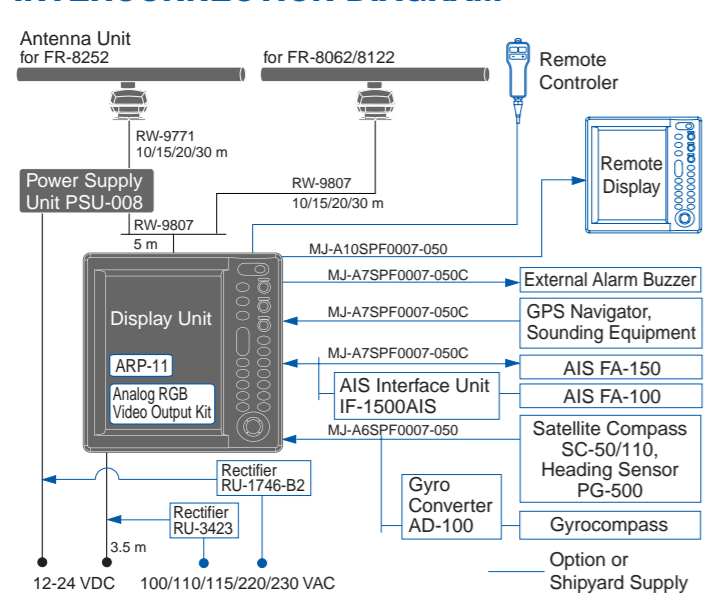 INTERCONNECTION DIAGRAM
Antenna Unit
for FR-8252
for FR-8062/8122
Remote
Controler
RW-9771
10/15/20/30 m
Power Supply
Unit PSU-008
RW-9807
10/15/20/30 m
Remote
Display
RW-9807
5 m
MJ-A10SPF0007-050
MJ-A7SPF0007-050C
External Alarm Buzzer
Display Unit
MJ-A7SPF0007-050C
GPS Navigator,
Sounding Equipment
MJ-A7SPF0007-050C
ARP-11
AIS FA-150
Analog RGB
Video Output Kit
AIS Interface Unit
IF-1500AIS
AIS FA-100
MJ-A6SPF0007-050
Satellite Compass
SC-50/110,
Heading Sensor
PG-500
Rectifier
RU-1746-B2
Gyro
Converter
AD-100
Rectifier
RU-3423
Gyrocompass
3.5 m
12-24 VDC
100/110/115/220/230 VAC
Option or
Shipyard Supply